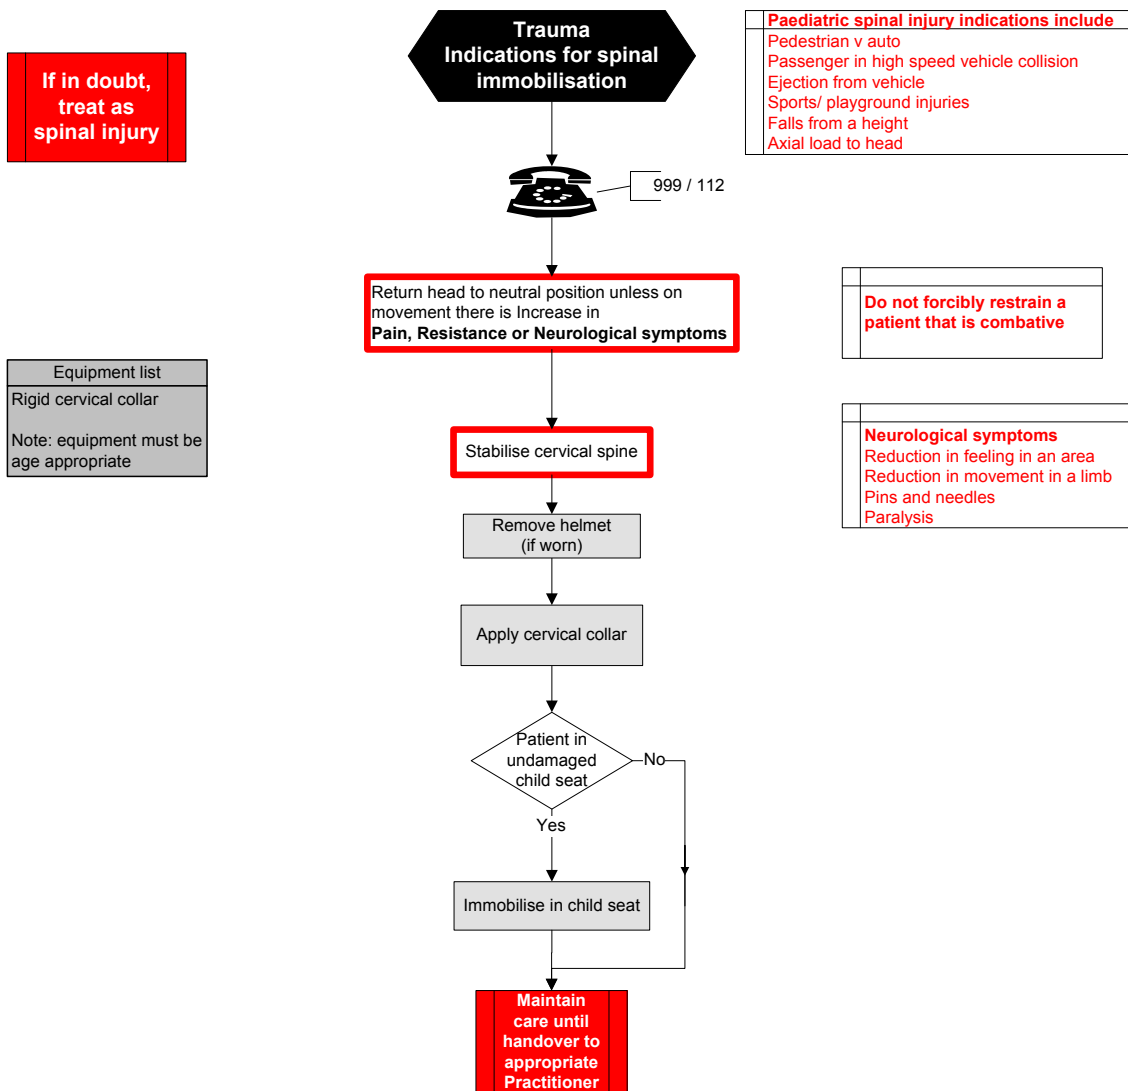 Trauma
Indications for spinal
immobilisation
If in doubt,
treat as
spinal injury
Paediatric spinal injury indications include
Pedestrian v auto
Passenger in high speed vehicle collision
Ejection from vehicle
Sports/ playground injuries
Falls from a height
Axial load to head
999 / 112
Return head to neutral position unless on
movement there is Increase in
Pain, Resistance or Neurological symptoms
Do not forcibly restrain a
patient that is combative
Equipment list
Rigid cervical collar
Note: equipment must be
age appropriate
Neurological symptoms
Reduction in feeling in an area
Reduction in movement in a limb
Pins and needles
Paralysis
Stabilise cervical spine
Remove helmet
(if worn)
Apply cervical collar
Patient in
undamaged
child seat
No
Yes
Immobilise in child seat
Maintain
care until
handover to
appropriate
Practitioner